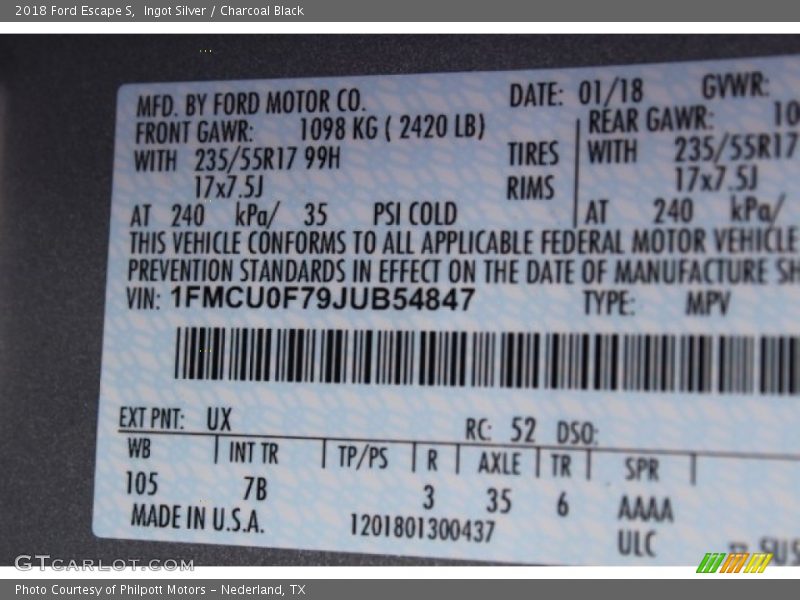 2018 Ford Escape S, Ingot Silver / Charcoal Black
MFD. BY FORD MOTOR CO. DATE: 01/18 GVWR:
FRONT GAWR: 1098 KG ( 2420 LB) REAR GAWR: 10
WITH 235/55R17 99H TIRES WITH 235/55R17
17x7.5J RIMS 17x7.5J
AT 240 kPa/ 35 PSI COLD AT 240 kPa/
THIS VEHICLE CONFORMS TO ALL APPLICABLE FEDERAL MOTOR VEHICLE
PREVENTION STANDARDS IN EFFECT ON THE DATE OF MANUFACTURE SH
VIN: 1FMCU0F79JUB54847 TYPE: MPV
EXT PNT: UX RC: 52 DSO:
WB INT TR TP/PS R AXLE TR SPR
105 7B 3 35 6 AAAA
MADE IN U.S.A. 1201801300437 ULC
GTCARLOT.COM
Photo Courtesy of Philpott Motors - Nederland, TX